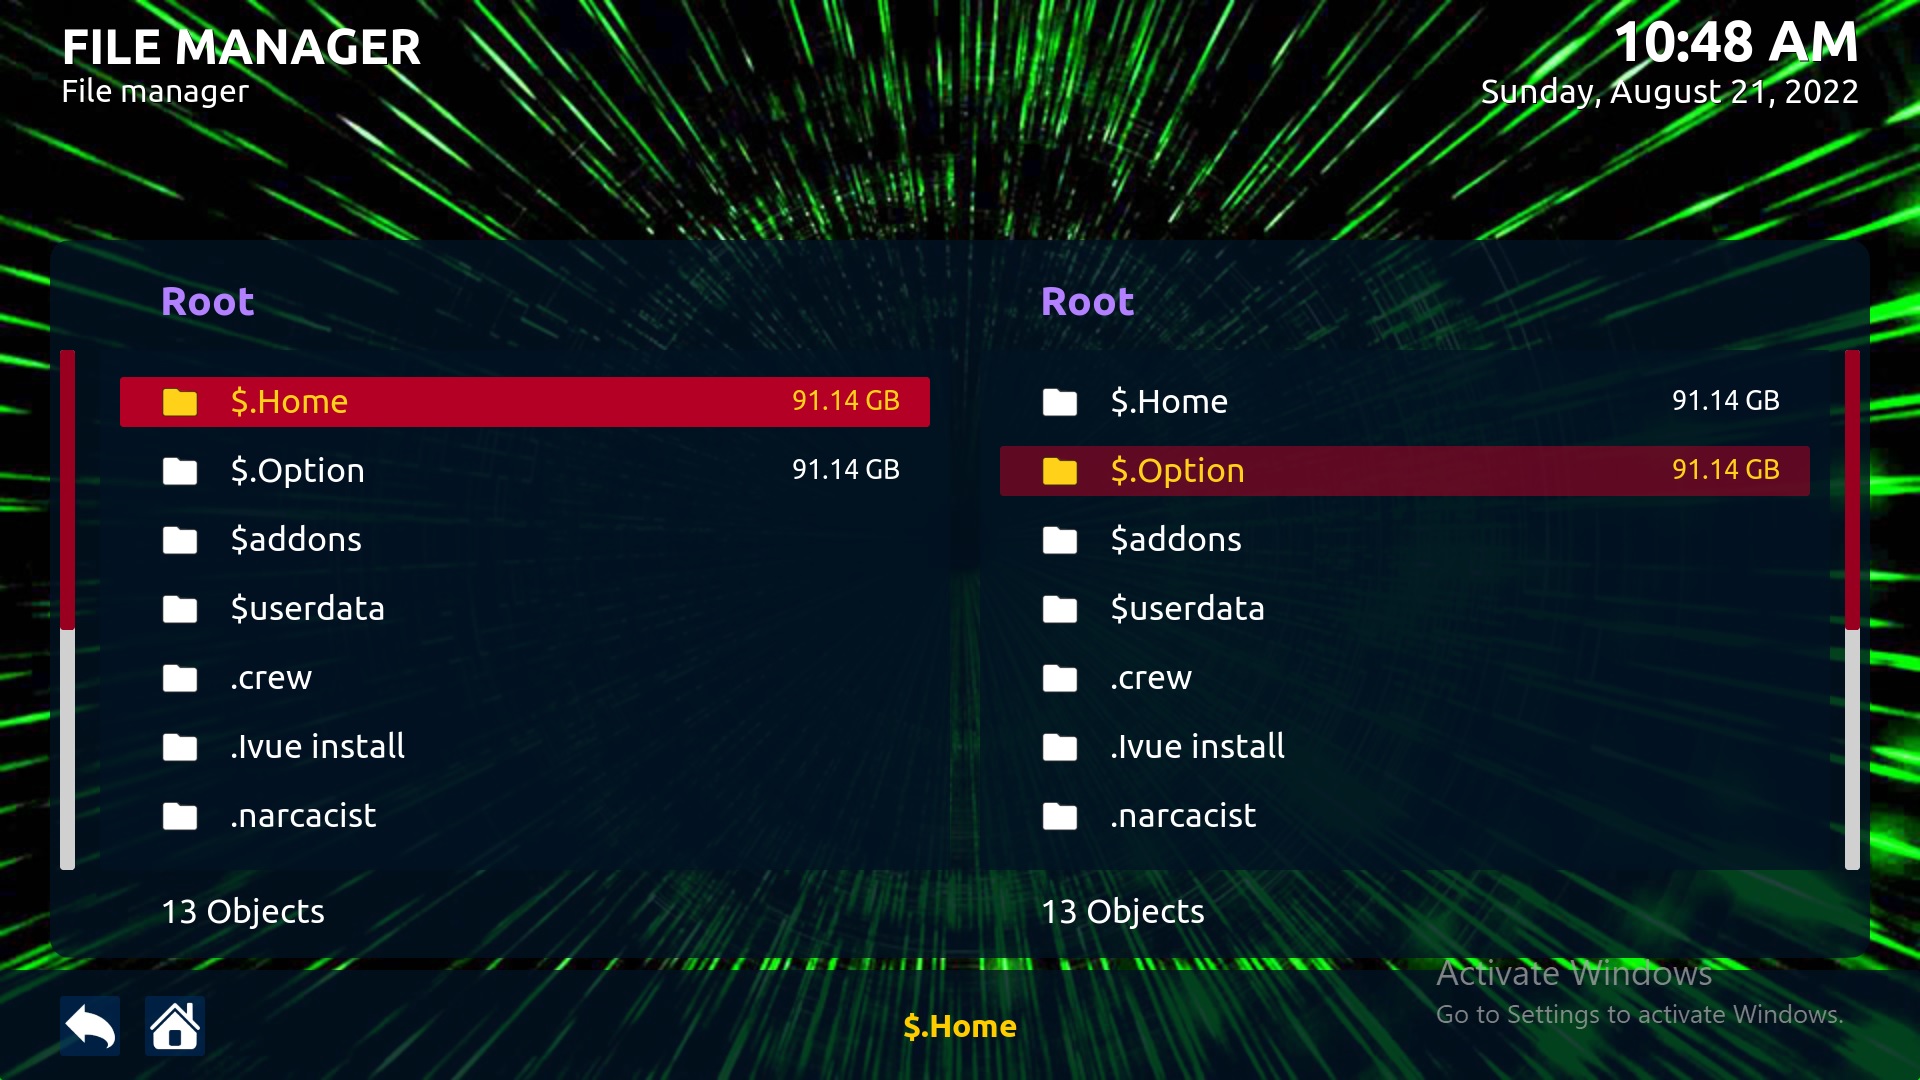 FILE MANAGER
File manager
10:48 AM
Sunday, August 21, 2022
Root
$.Home 91.14 GB
$.Option 91.14 GB
$addons
$userdata
.crew
.Ivue install
.narcacist
13 Objects
Root
$.Home 91.14 GB
$.Option 91.14 GB
$addons
$userdata
.crew
.Ivue install
.narcacist
13 Objects
Activate Windows
Go to Settings to activate Windows.
$.Home